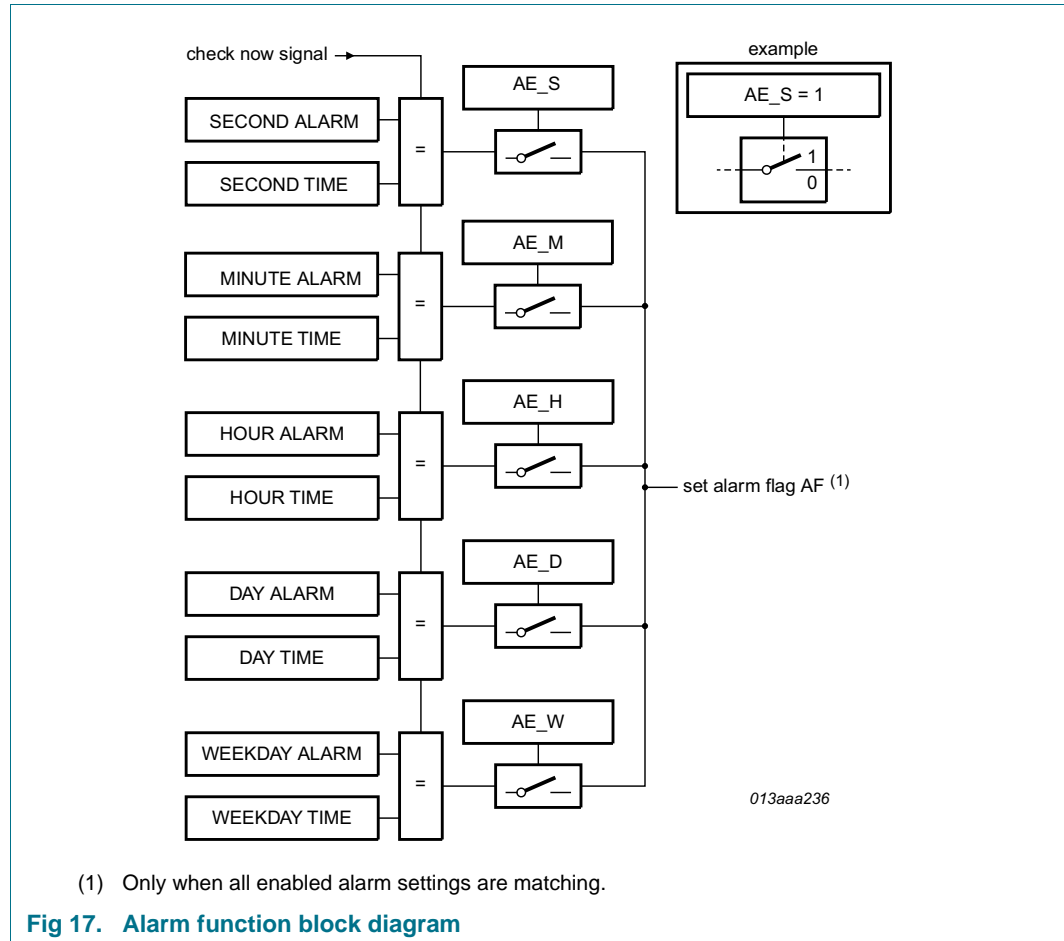 check now signal
example
AE_S
AE_S = 1
SECOND ALARM
=
1
0
SECOND TIME
AE_M
MINUTE ALARM
=
MINUTE TIME
AE_H
HOUR ALARM
=
set alarm flag AF (1)
HOUR TIME
AE_D
DAY ALARM
=
DAY TIME
AE_W
WEEKDAY ALARM
=
013aaa236
WEEKDAY TIME
(1) Only when all enabled alarm settings are matching.
Fig 17. Alarm function block diagram